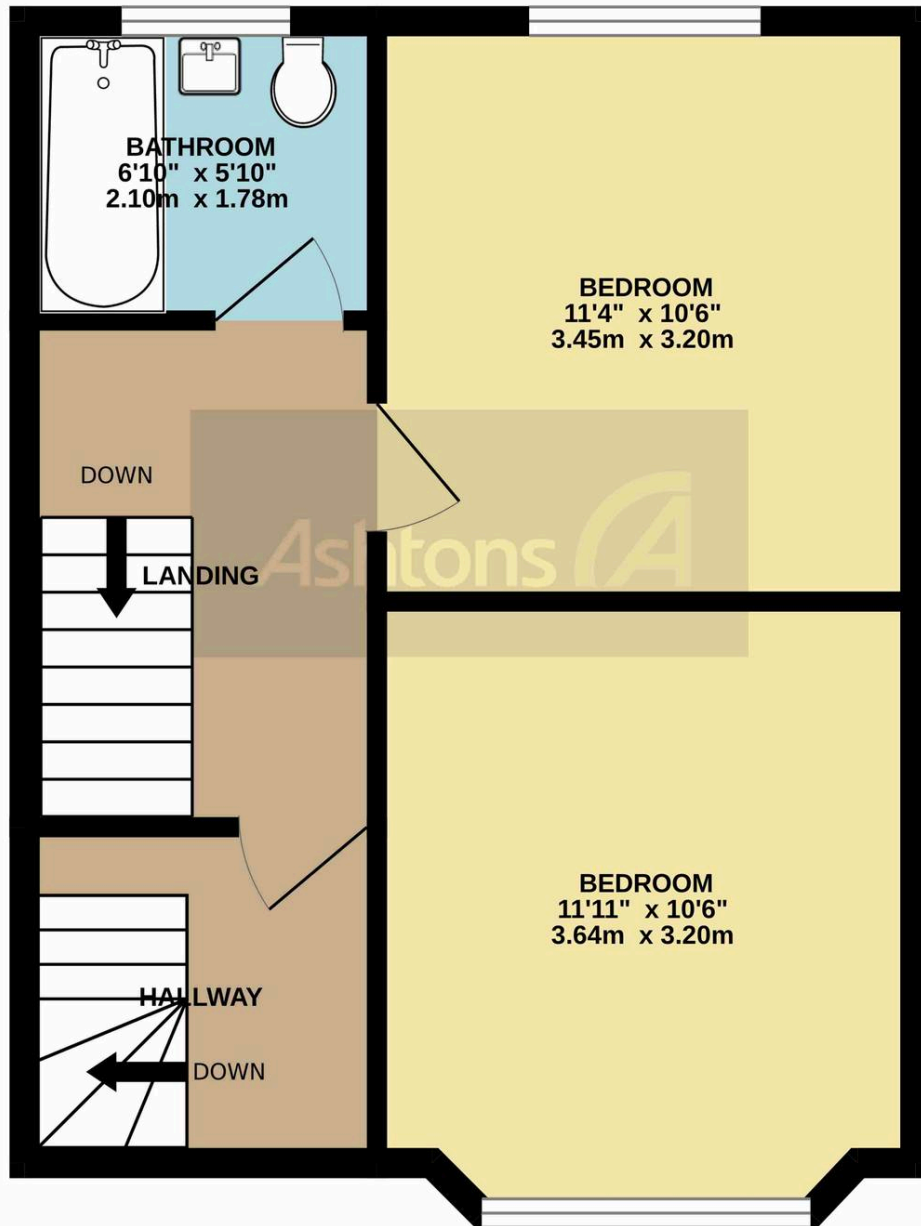 BATHROOM
6'10" x 5'10"
2.10m x 1.78m
BEDROOM
11'4" x 10'6"
3.45m x 3.20m
DOWN
Ashtons
LANDING
BEDROOM
11'11" x 10'6"
3.64m x 3.20m
HALLWAY
DOWN